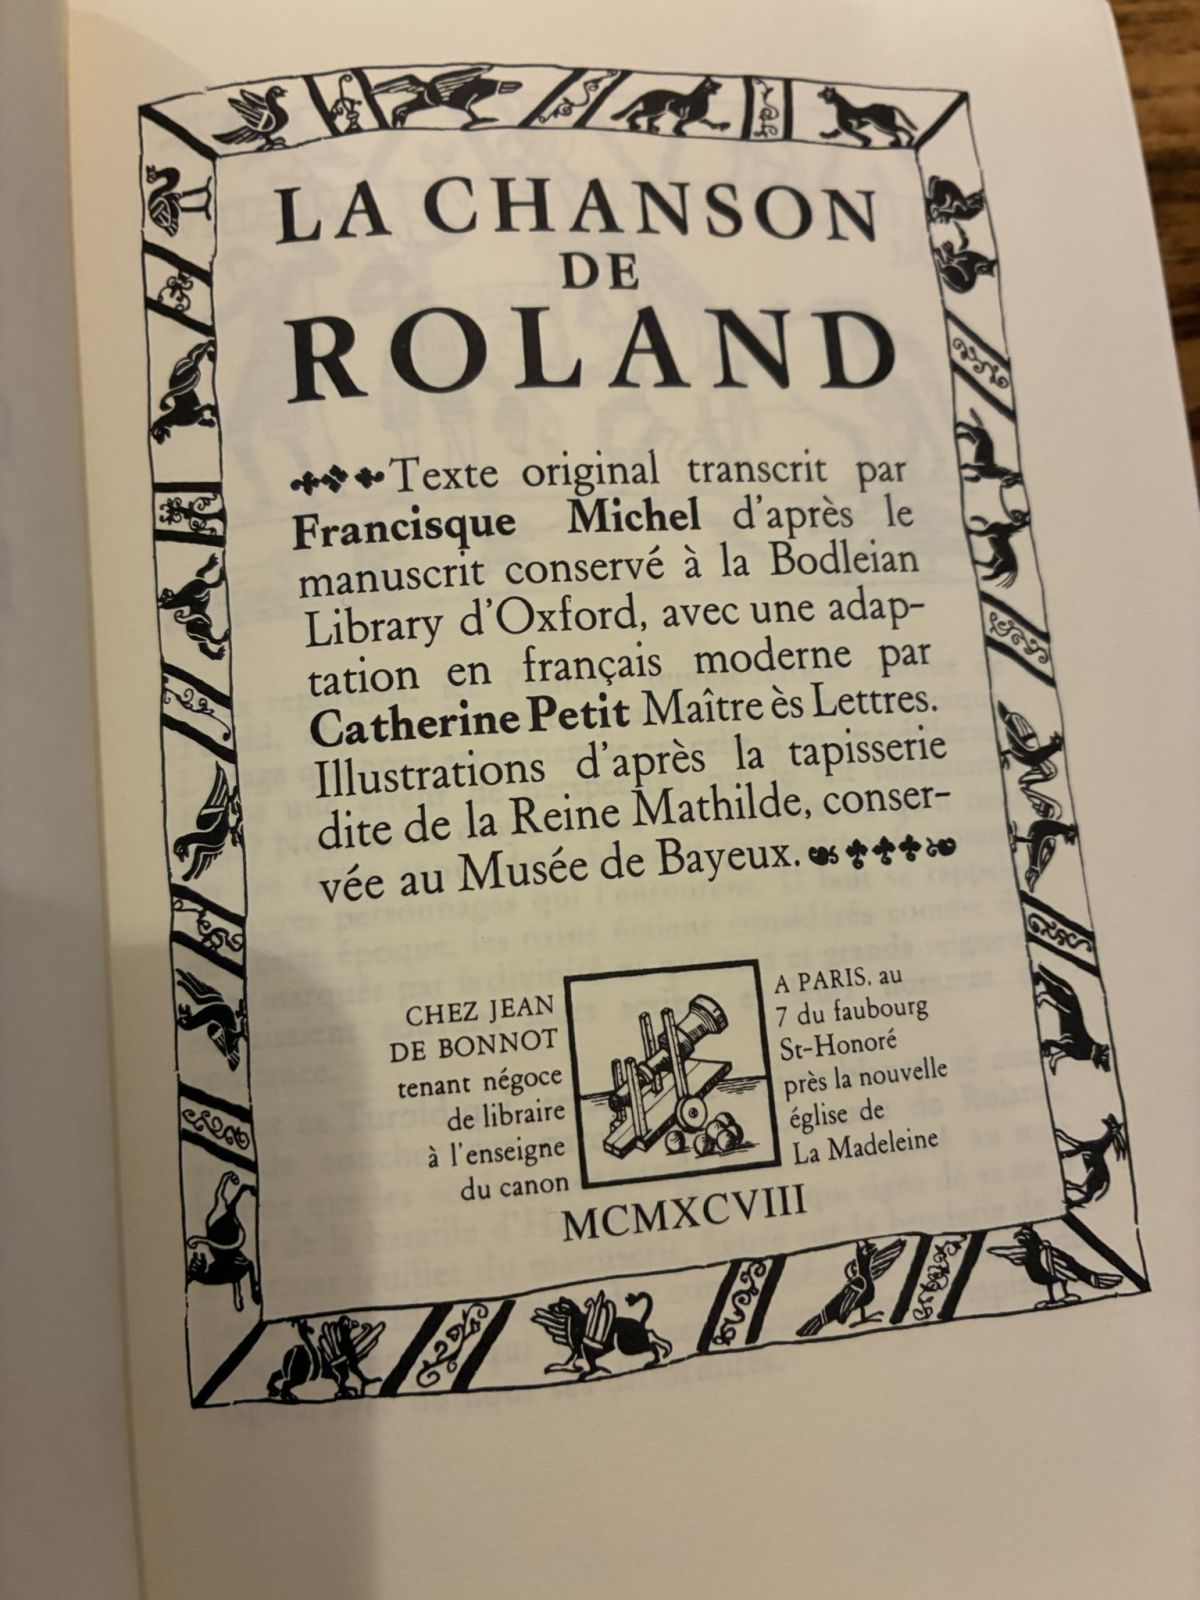 LA CHANSON
DE
ROLAND
Texte original transcrit par
Francisque Michel d'après le
manuscrit conservé à la Bodleian
Library d'Oxford, avec une adap-
tation en français moderne par
Catherine Petit Maître ès Lettres.
Illustrations d'après la tapisserie
dite de la Reine Mathilde, conser-
vée au Musée de Bayeux.
CHEZ JEAN
DE BONNOT
tenant négoce
de libraire
à l'enseigne
du canon
A PARIS, au
7 du faubourg
St-Honoré
près la nouvelle
église de
La Madeleine
MCMXCVIII